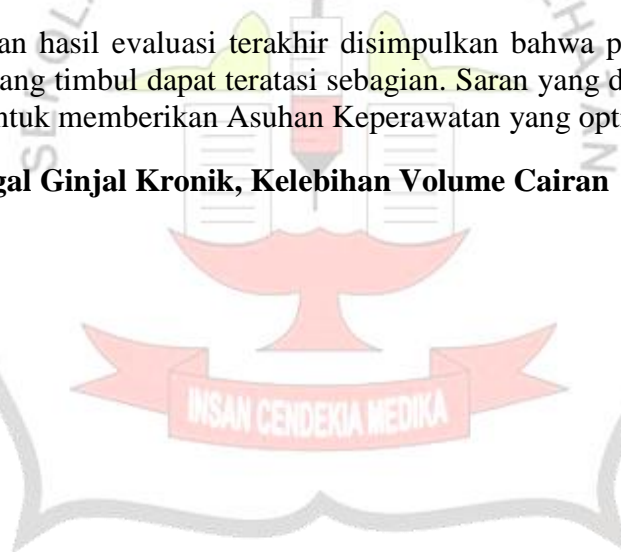 an hasil evaluasi terakhir disimpulkan bahwa p
ang timbul dapat teratasi sebagian. Saran yang d
ntuk memberikan Asuhan Keperawatan yang opti
gal Ginjal Kronik, Kelebihan Volume Cairan
INSAN CENDEKIA MEDIKA